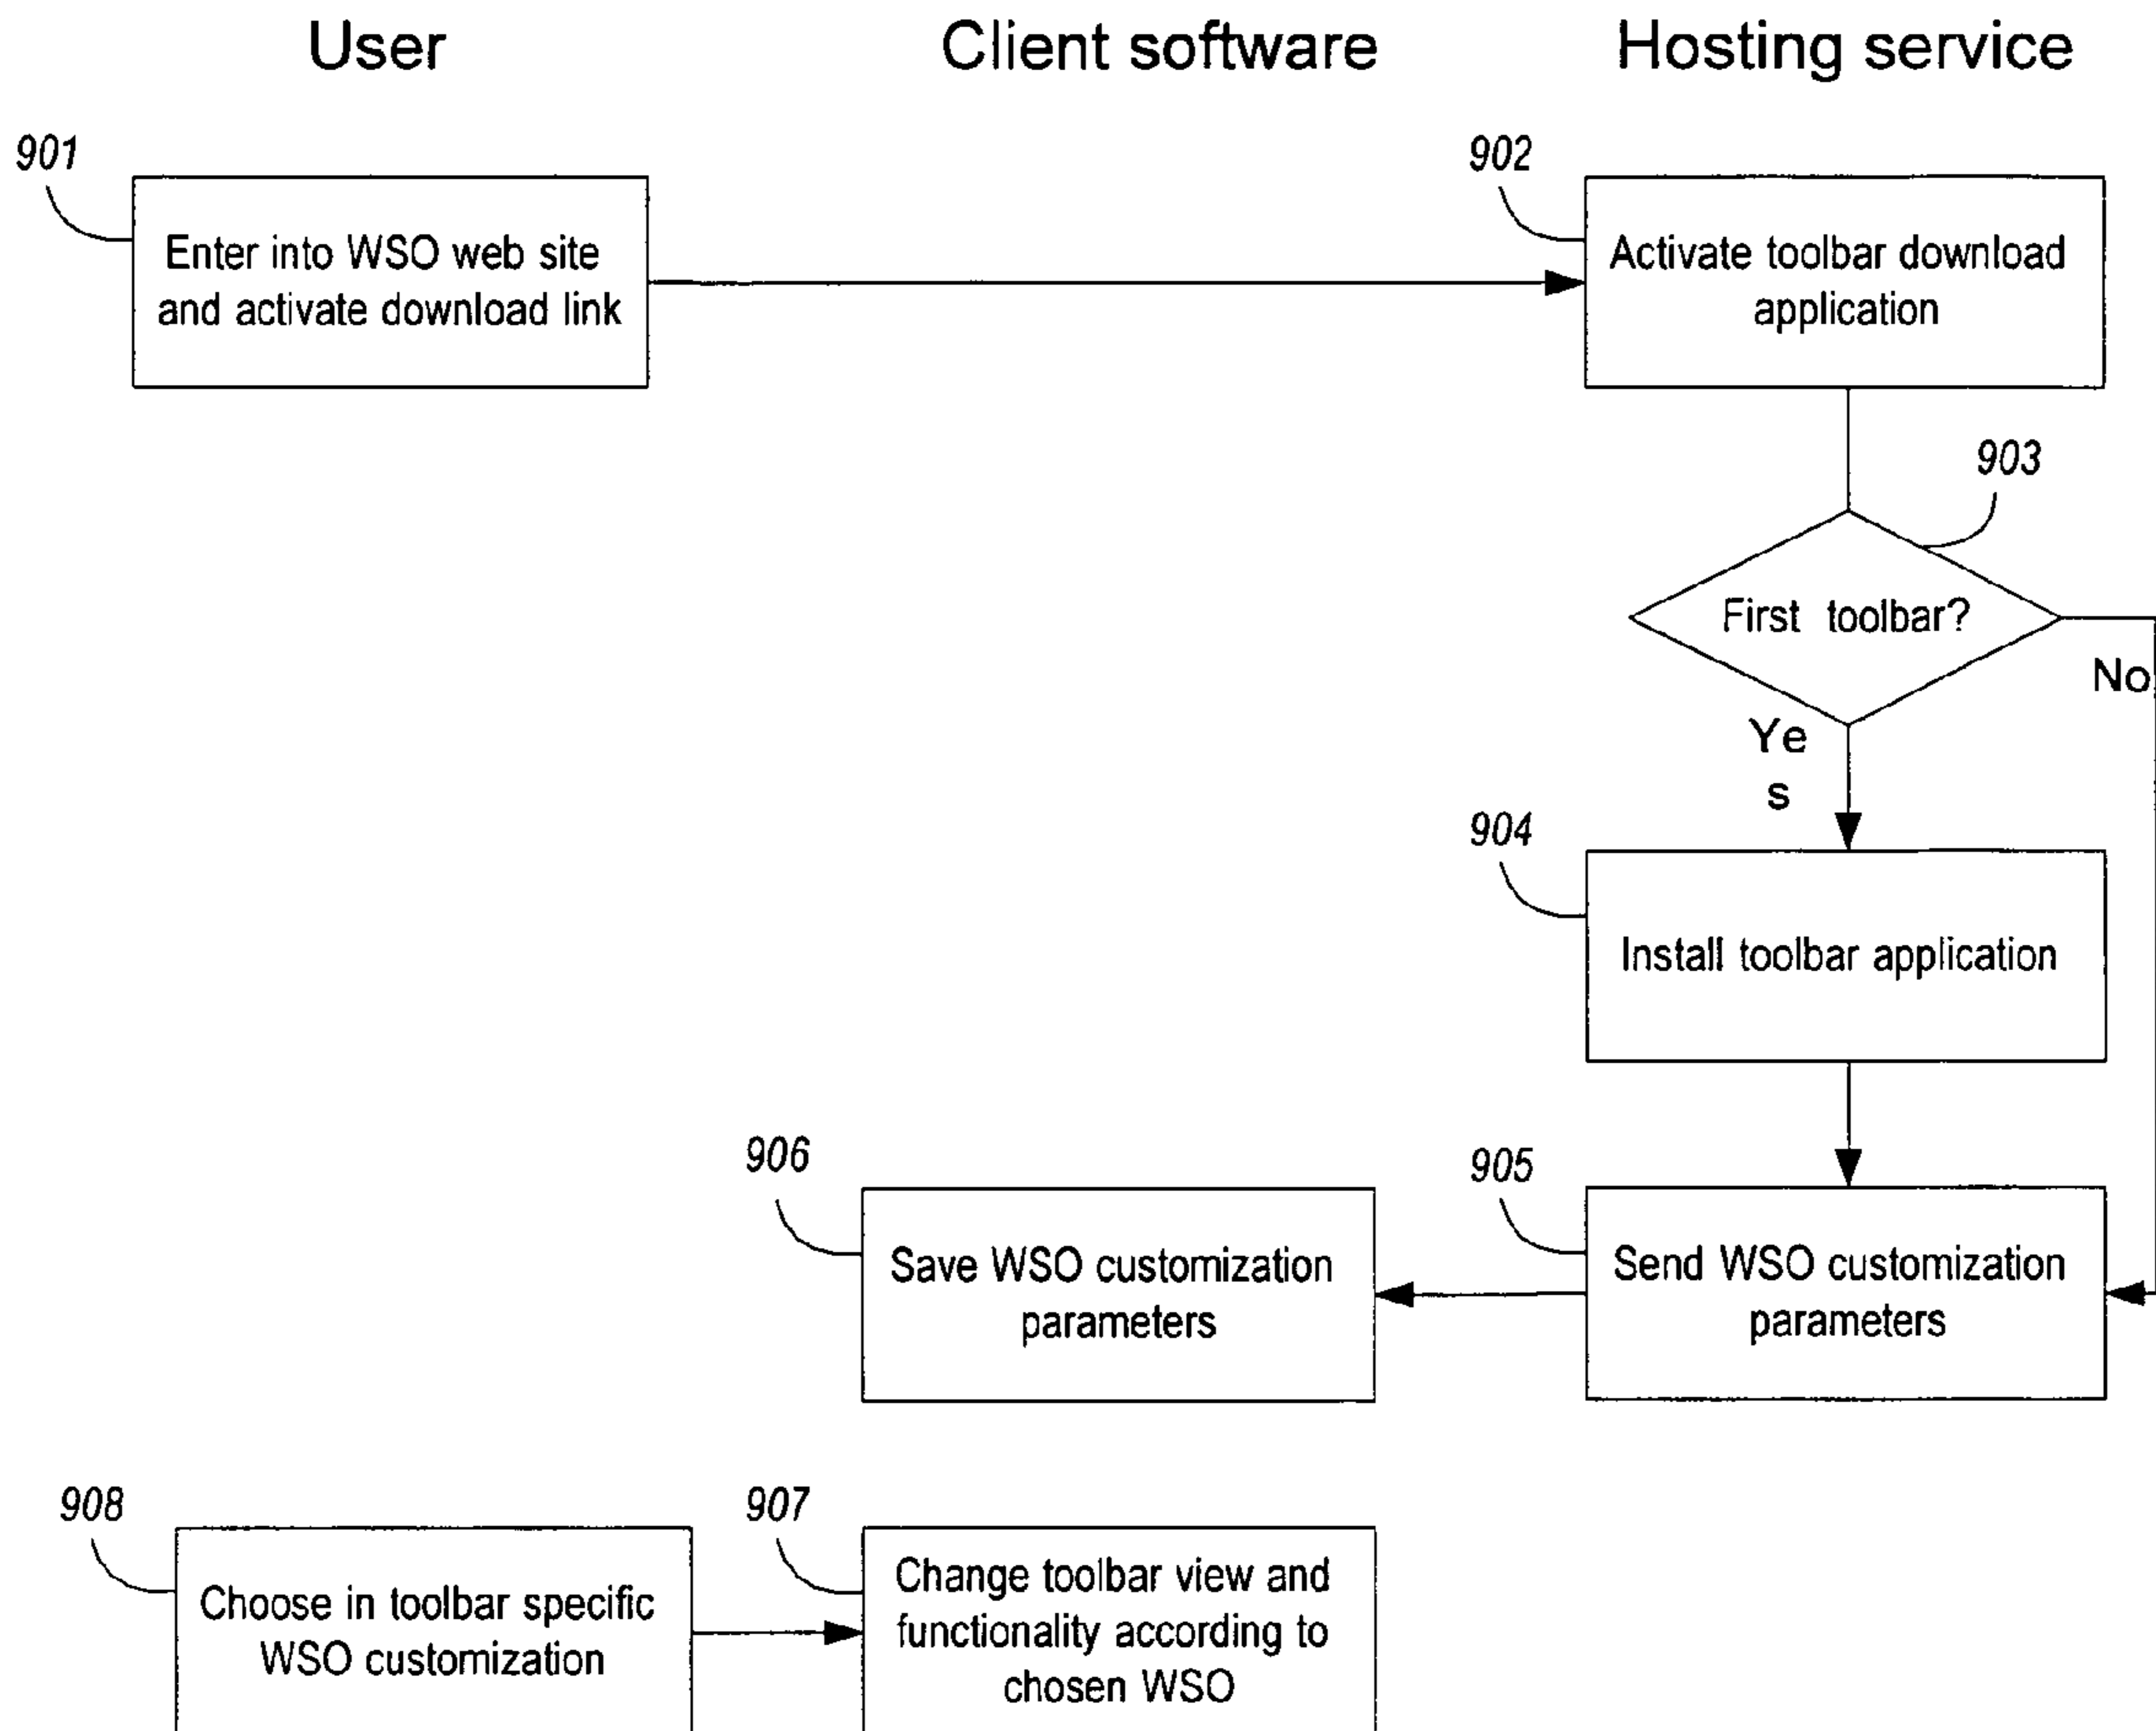 User
Client software
Hosting service
901
Enter into WSO web site
and activate download link
902
Activate toolbar download
application
903
First toolbar?
No
Ye
s
904
Install toolbar application
906
Save WSO customization
parameters
905
Send WSO customization
parameters
908
Choose in toolbar specific
WSO customization
907
Change toolbar view and
functionality according to
chosen WSO